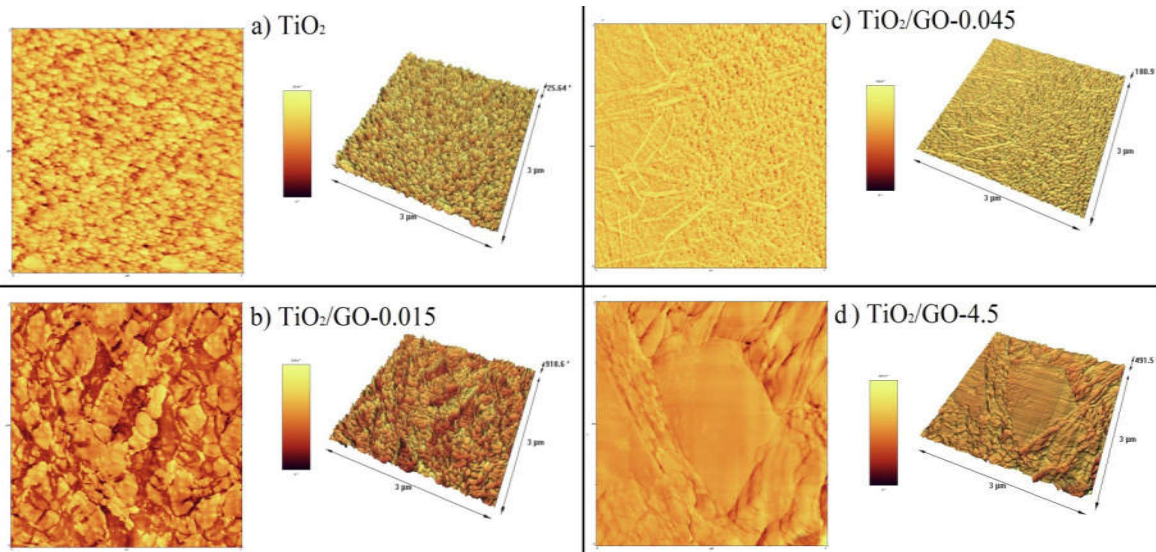 a) TiO₂
25.64 °
3 µm
3 µm
c) TiO₂/GO-0.045
180.9
3 µm
3 µm
b) TiO₂/GO-0.015
918.6 °
3 µm
3 µm
d) TiO₂/GO-4.5
491.5
3 µm
3 µm